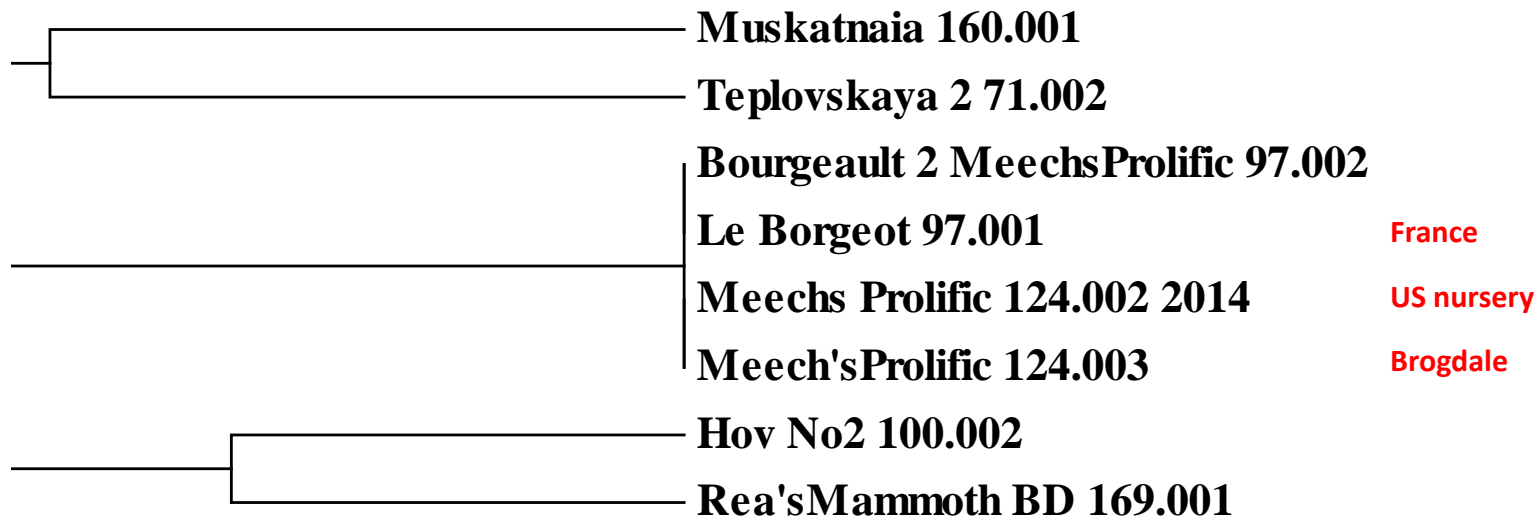 Muskatnaia 160.001
Teplovskaya 2 71.002
Bourgeault 2 MeechsProlific 97.002
Le Borgeot 97.001 France
Meechs Prolific 124.002 2014 US nursery
Meech'sProlific 124.003 Brogdale
Hov No2 100.002
Rea'sMammoth BD 169.001